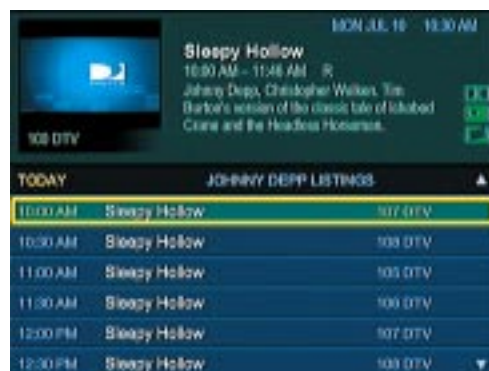 MON JUL 10 10:30 AM
Sleepy Hollow
10:00 AM - 11:46 AM R
Johnny Depp, Christopher Walken. Tim
Burton's version of the classic tale of Ichabod
Crane and the Headless Horseman.
108 DTV
TODAY JOHNNY DEPP LISTINGS
10:00 AM Sleepy Hollow 107 DTV
10:30 AM Sleepy Hollow 108 DTV
11:00 AM Sleepy Hollow 105 DTV
11:30 AM Sleepy Hollow 106 DTV
12:00 PM Sleepy Hollow 107 DTV
12:30 PM Sleepy Hollow 108 DTV